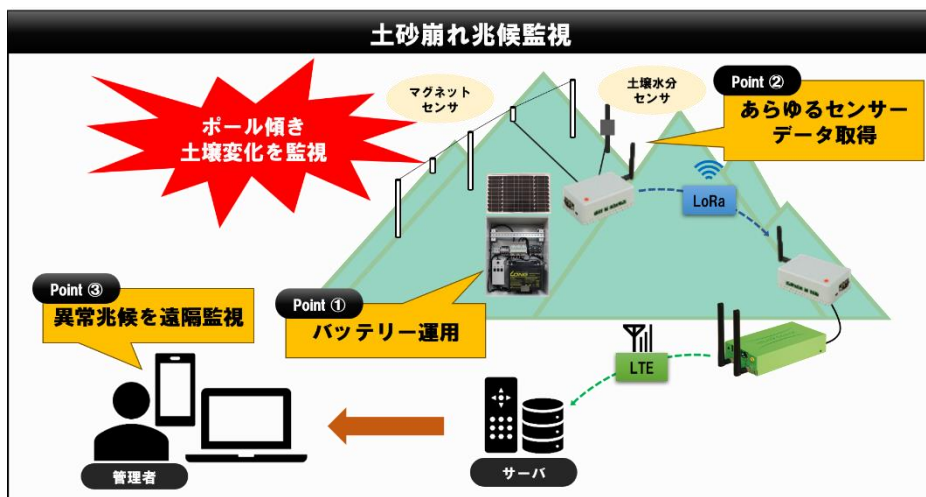 土砂崩れ兆候監視
マグネット
センサ
土壌水分
センサ
Point ②
あらゆるセンサー
データ取得
ポール傾き
土壌変化を監視
LoRa
Point ③
異常兆候を遠隔監視
Point ①
バッテリー運用
LONG
LTE
管理者
サーバ